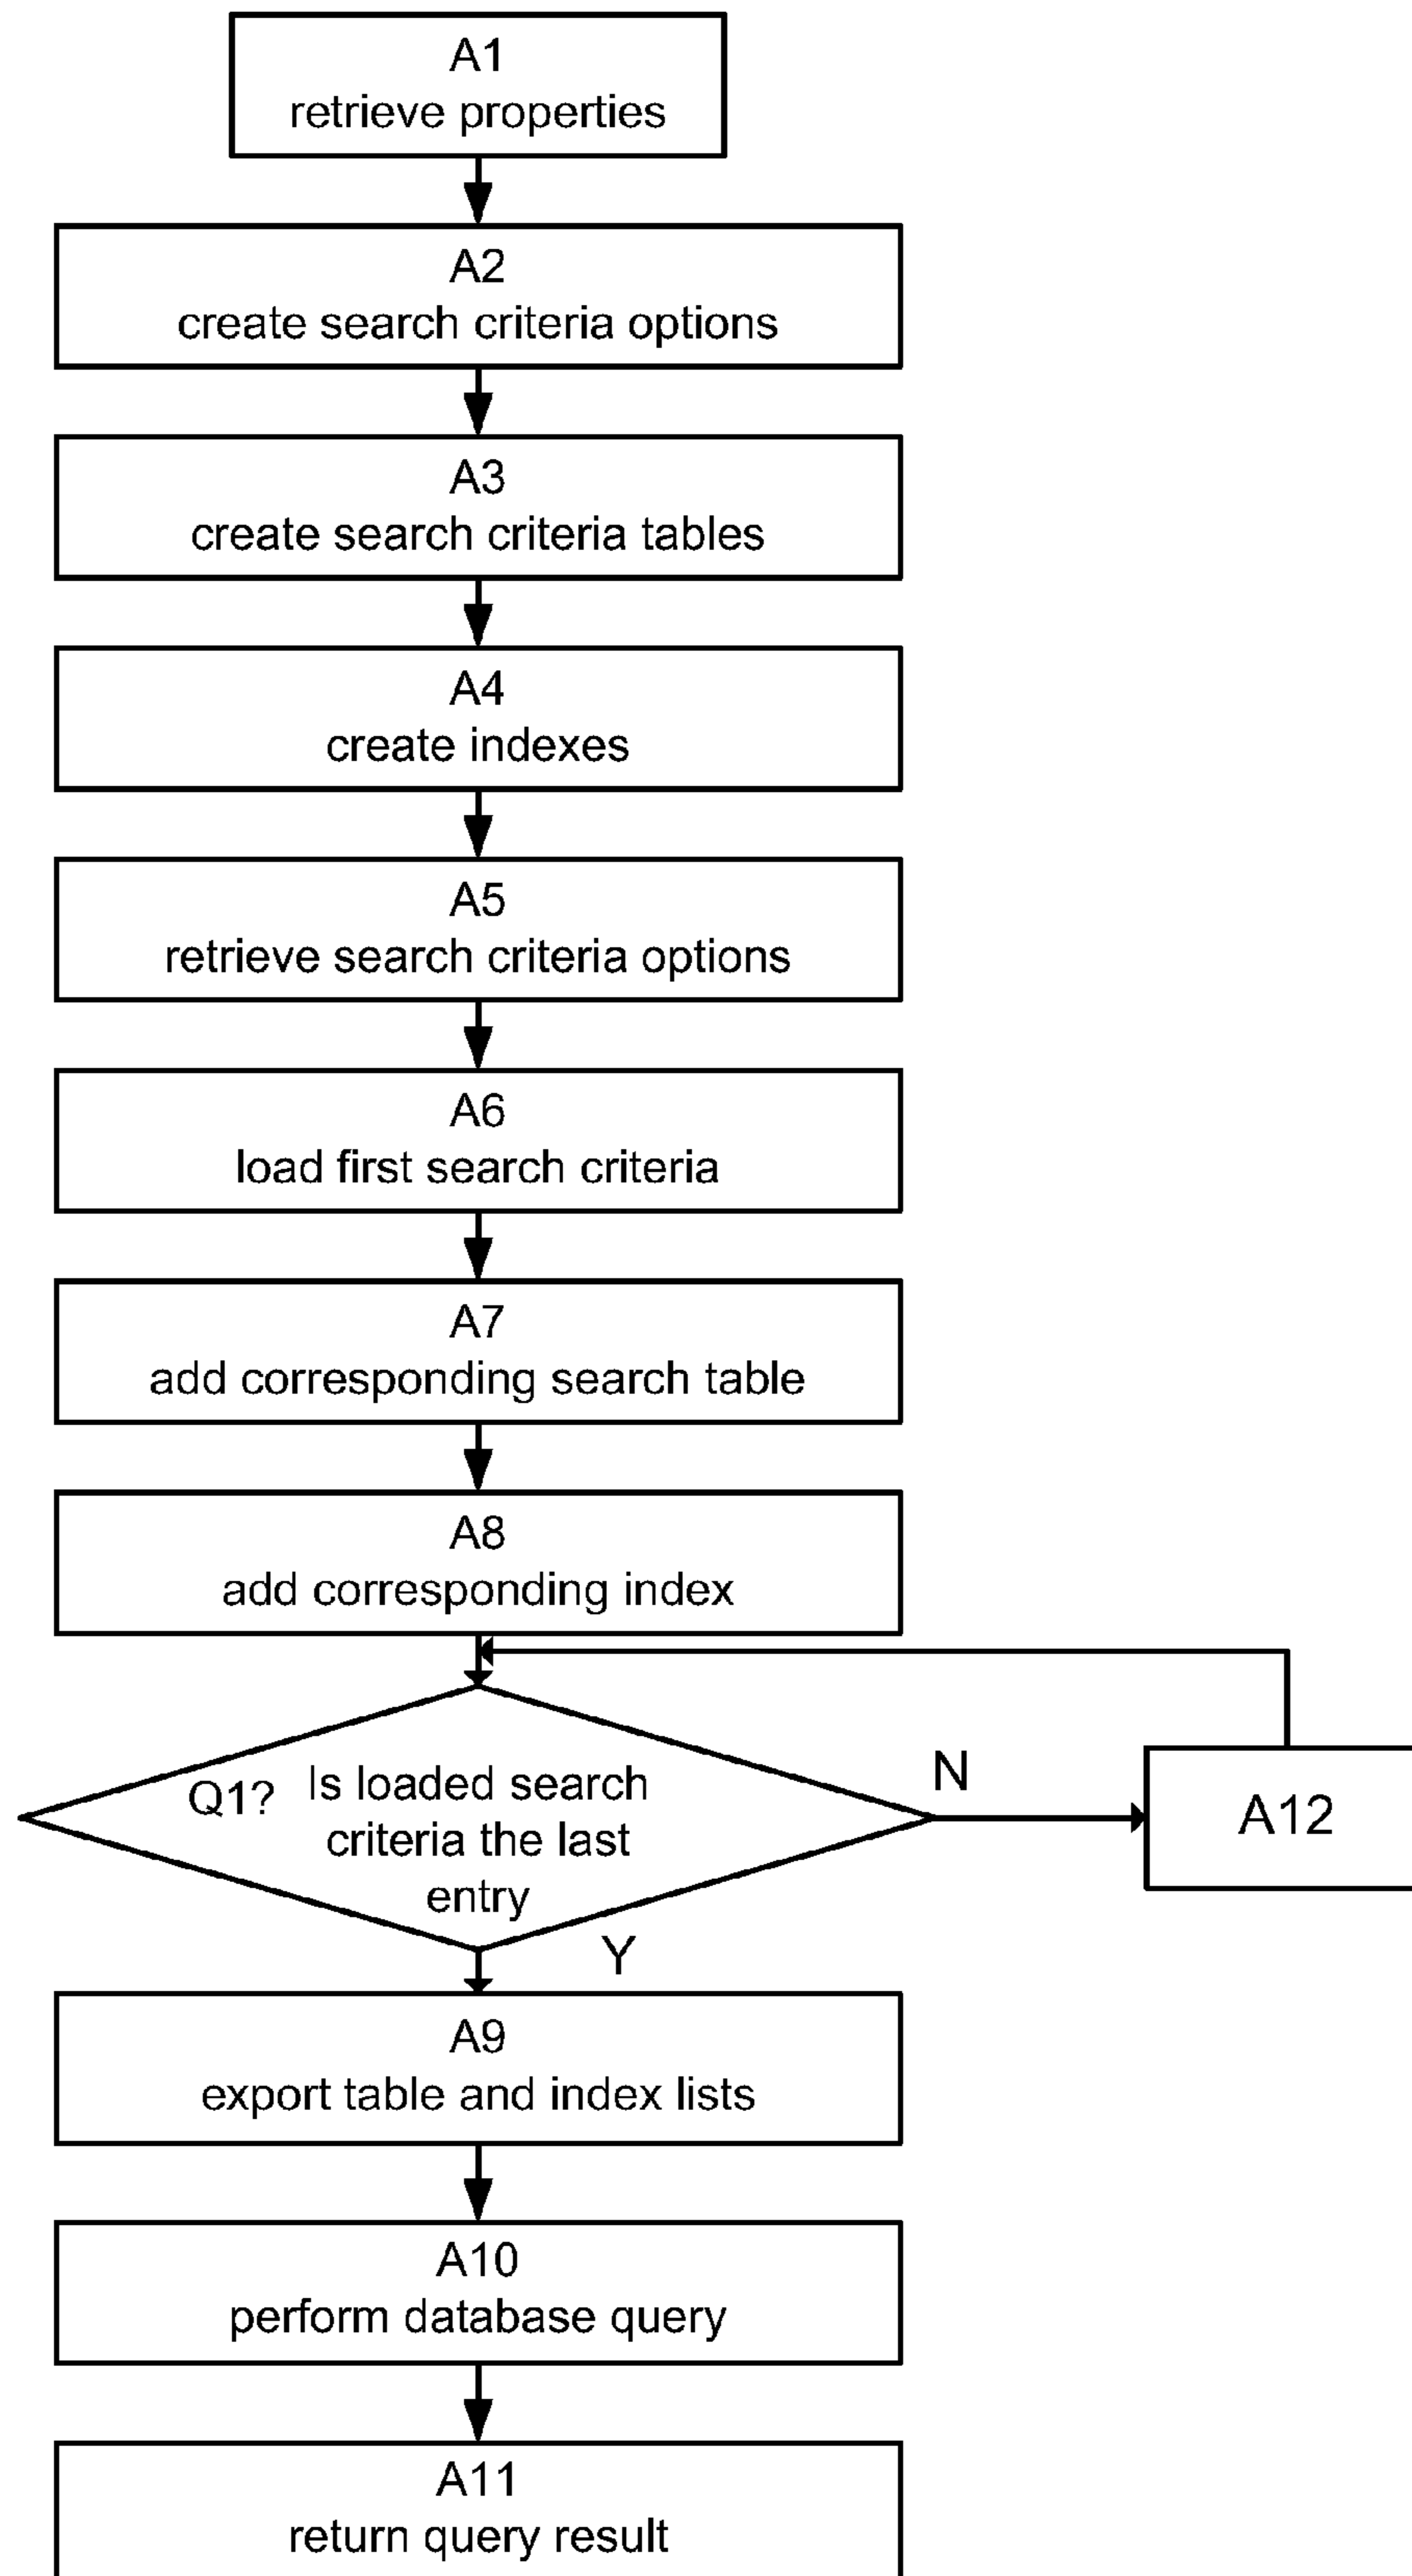 A1
retrieve properties
A2
create search criteria options
A3
create search criteria tables
A4
create indexes
A5
retrieve search criteria options
A6
load first search criteria
A7
add corresponding search table
A8
add corresponding index
Q1? Is loaded search
criteria the last
entry
N
A12
Y
A9
export table and index lists
A10
perform database query
A11
return query result